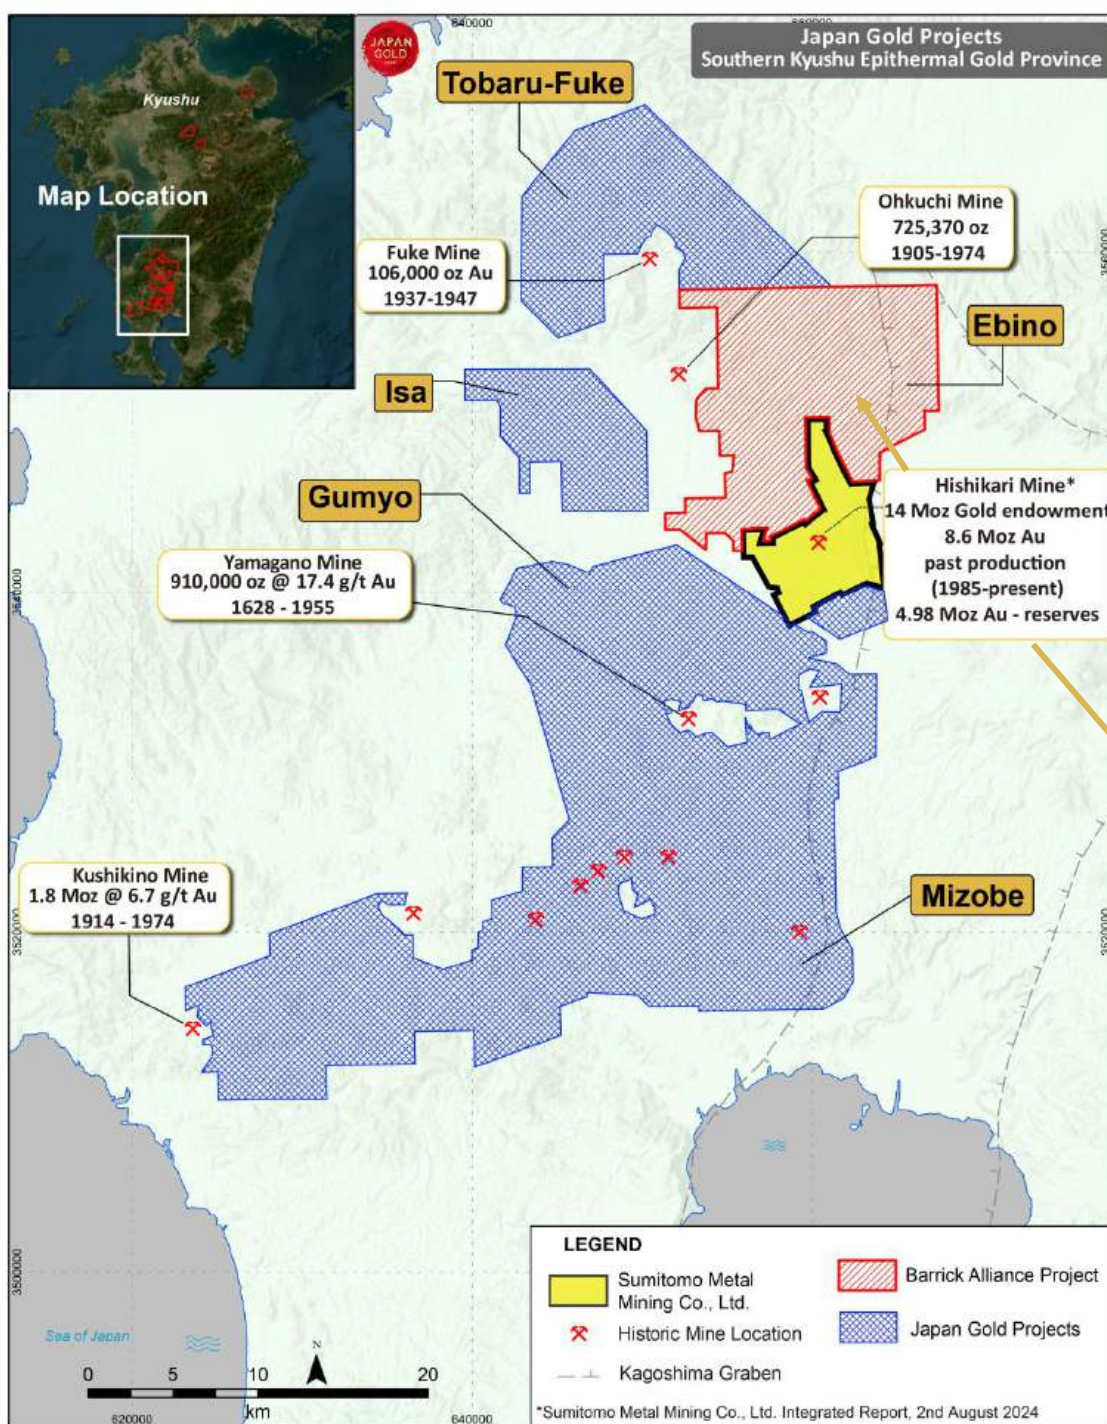 Japan Gold Projects
Southern Kyushu Epithermal Gold Province
JAPAN
GOLD
Kyushu
Map Location
640000
Tobaru-Fuke
Ohkuchi Mine
725,370 oz
1905-1974
Fuke Mine
106,000 oz Au
1937-1947
3560000
Ebino
Isa
Gumyo
Hishikari Mine*
14 Moz Gold endowment
8.6 Moz Au
past production
(1985-present)
4.98 Moz Au - reserves
Yamagano Mine
910,000 oz @ 17.4 g/t Au
1628 - 1955
3540000
Kushikino Mine
1.8 Moz @ 6.7 g/t Au
1914 - 1974
Mizobe
3520000
3520000
3500000
Sea of Japan
0 5 10 20
km
620000
640000
N
LEGEND
Sumitomo Metal
Mining Co., Ltd.
Historic Mine Location
Kagoshima Graben
Barrick Alliance Project
Japan Gold Projects
*Sumitomo Metal Mining Co., Ltd. Integrated Report, 2nd August 2024